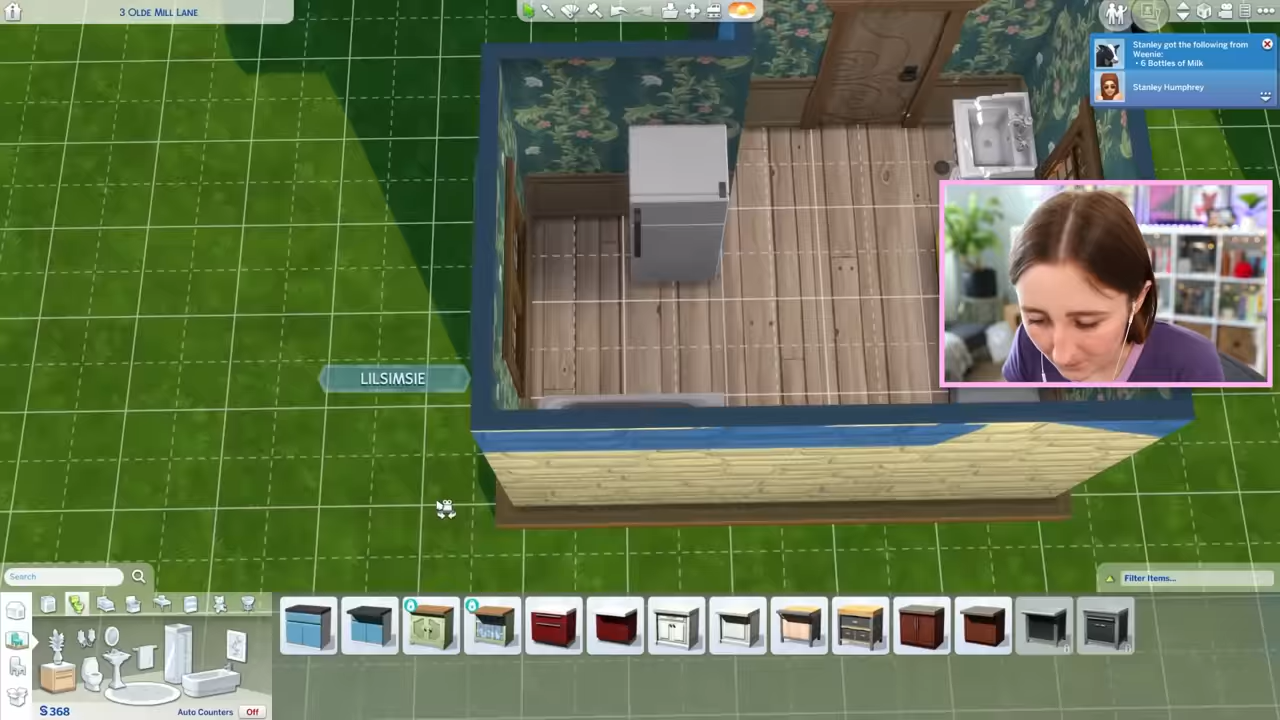 3 OLDE MILL LANE
Stanley got the following from
Weenie:
• 6 Bottles of Milk
Stanley Humphrey
LILSIMSIE
Search
Filter Items...
§368
Auto Counters Off